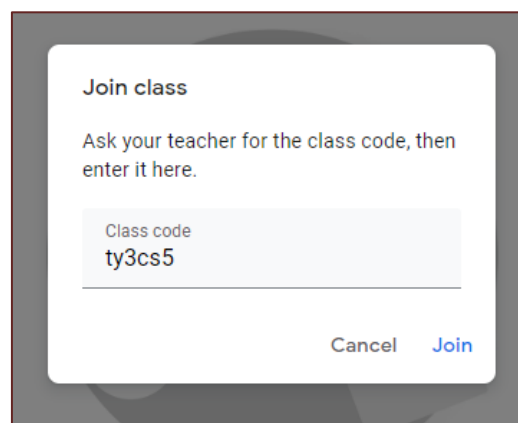 Join class
Ask your teacher for the class code, then
enter it here.
Class code
ty3cs5
Cancel Join